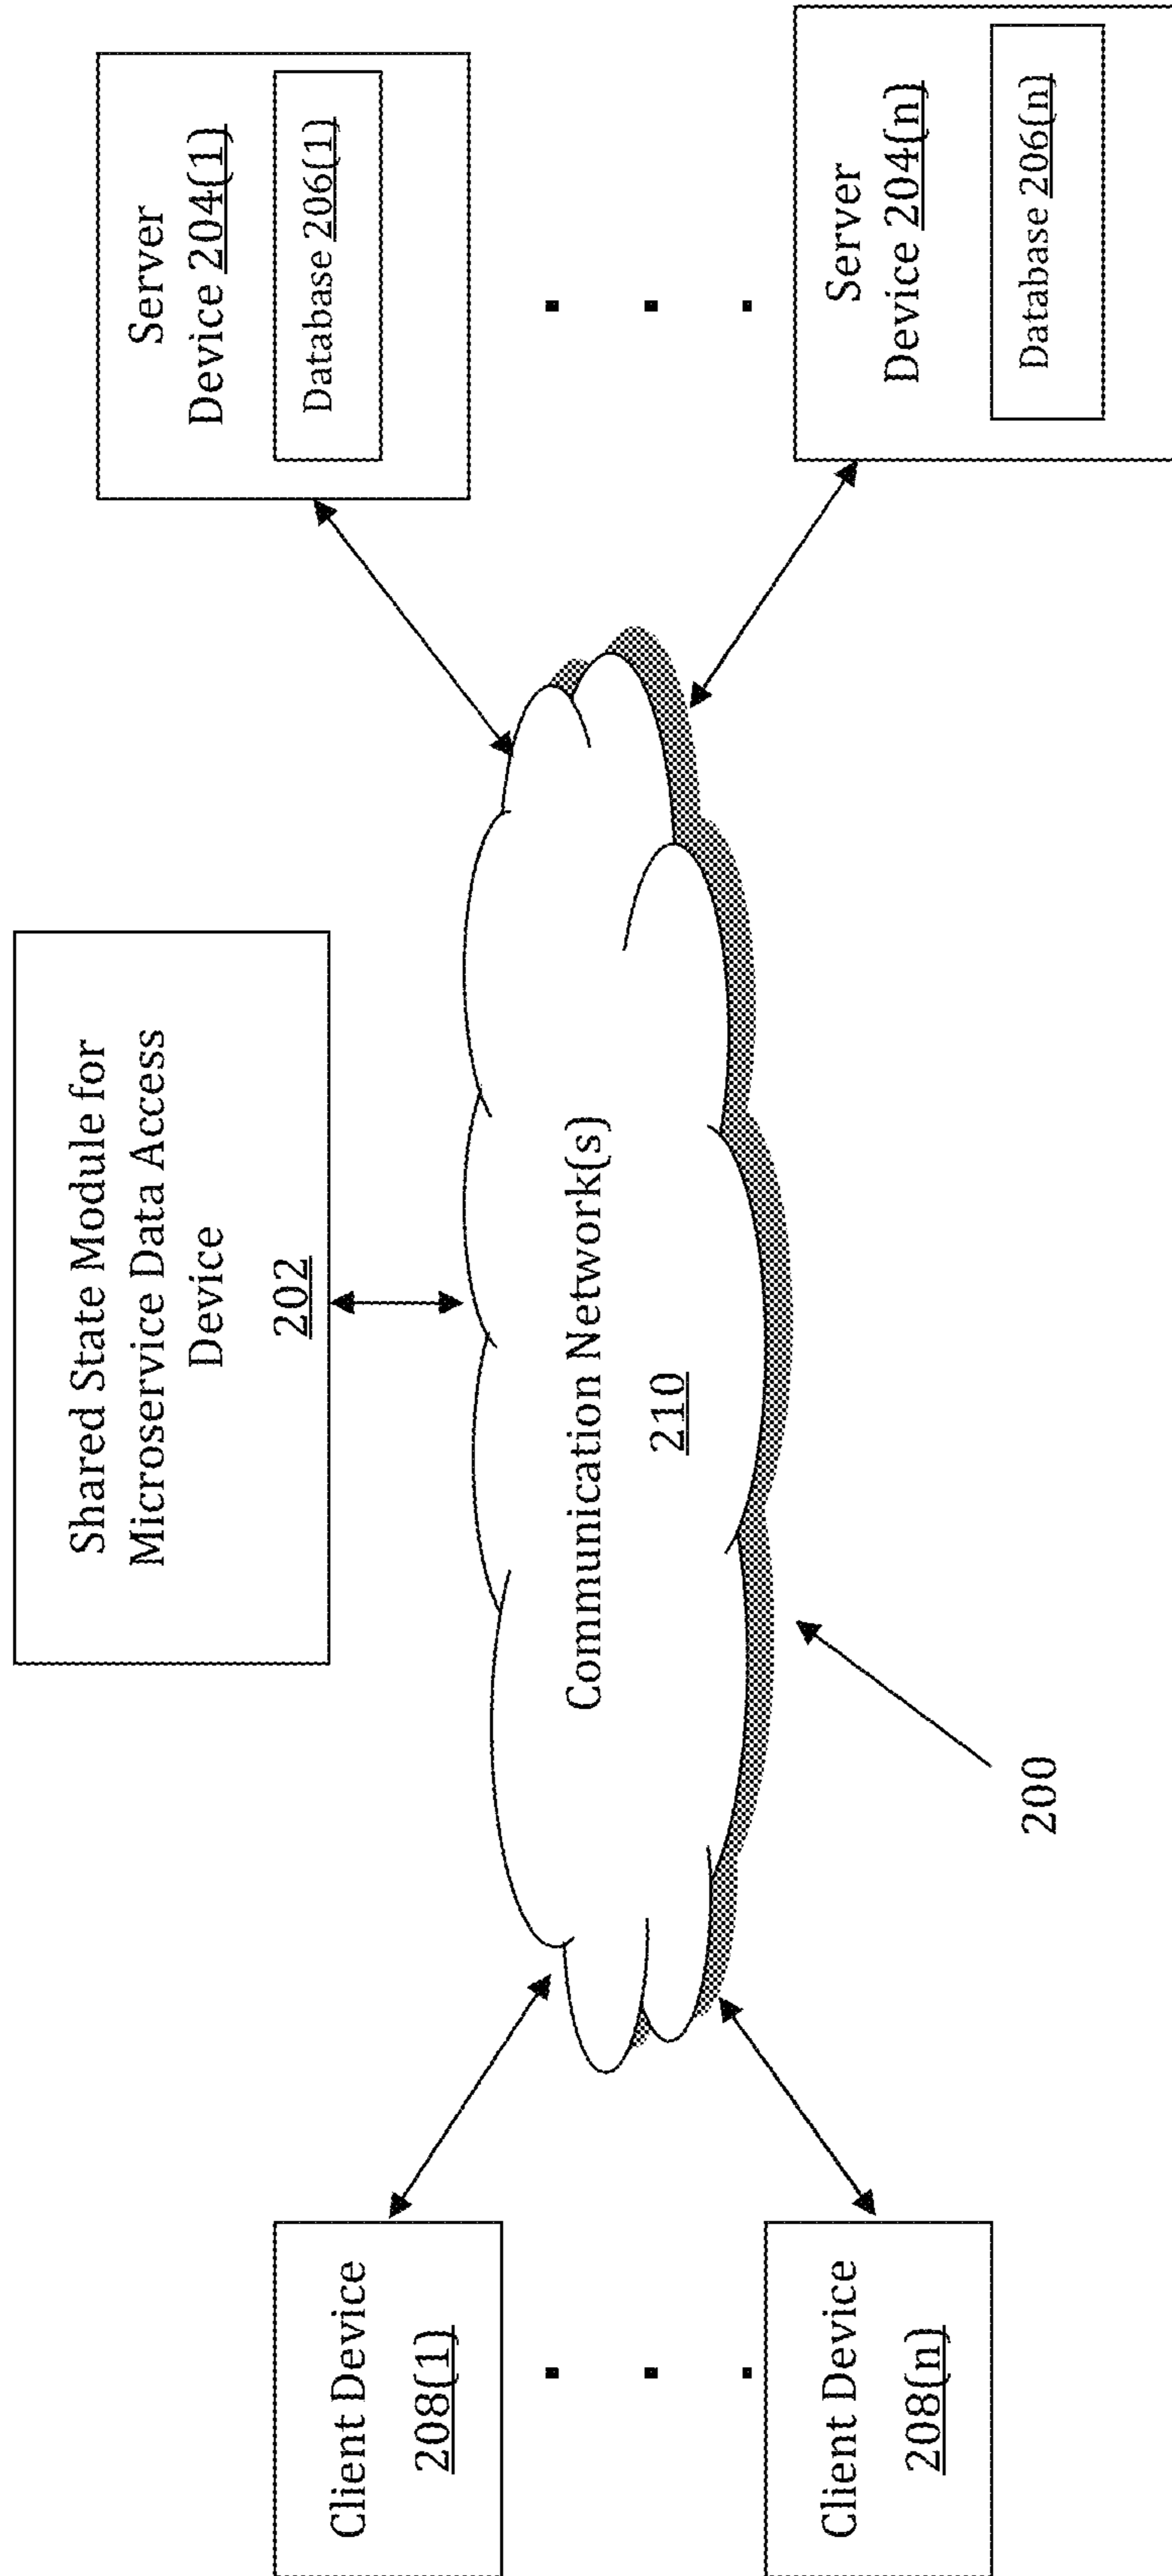 Shared State Module for
Microservice Data Access
Device
202
Client Device
208(1)
Client Device
208(n)
Communication Network(s)
210
200
Server
Device 204(1)
Database 206(1)
Server
Device 204(n)
Database 206(n)